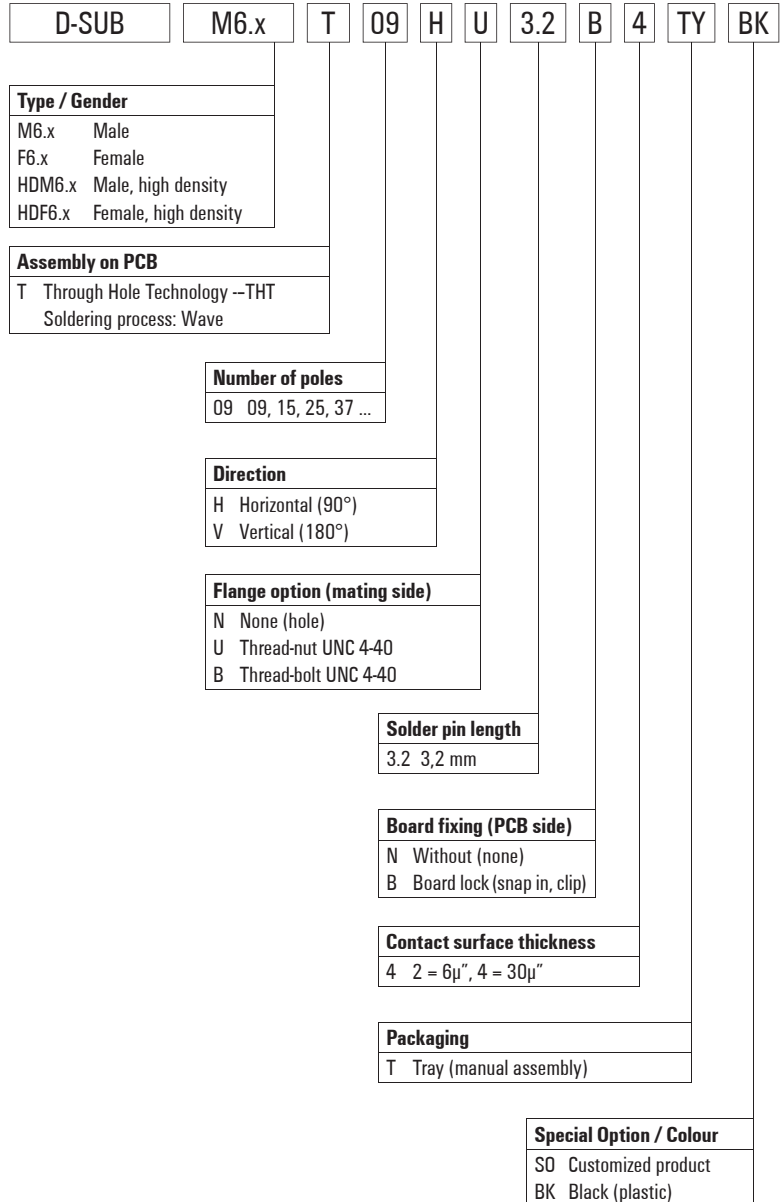 D-SUB M6.x T 09 H U 3.2 B 4 TY BK
Type / Gender
M6.x Male
F6.x Female
HDM6.x Male, high density
HDF6.x Female, high density
Assembly on PCB
T Through Hole Technology -–THT
Soldering process: Wave
Number of poles
09 09, 15, 25, 37 ...
Direction
H Horizontal (90°)
V Vertical (180°)
Flange option (mating side)
N None (hole)
U Thread-nut UNC 4-40
B Thread-bolt UNC 4-40
Solder pin length
3.2 3,2 mm
Board fixing (PCB side)
N Without (none)
B Board lock (snap in, clip)
Contact surface thickness
4 2 = 6µ", 4 = 30µ"
Packaging
T Tray (manual assembly)
Special Option / Colour
SO Customized product
BK Black (plastic)